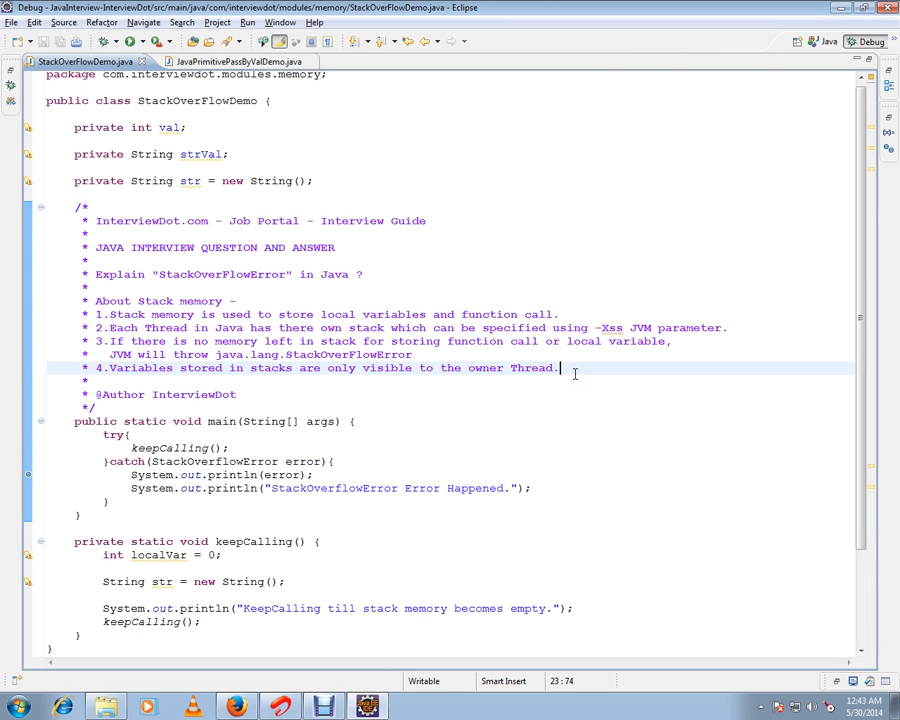 Debug - JavaInterview-InterviewDot/src/main/java/com/interviewdot/modules/memory/StackOverFlowDemo.java - Eclipse
File Edit Source Refactor Navigate Search Project Run Window Help
Java Debug
StackOverFlowDemo.java JavaPrimitivePassByValDemo.java
package com.interviewdot.modules.memory;
public class StackOverFlowDemo {
private int val;
private String strVal;
private String str = new String();
/*
* InterviewDot.com - Job Portal - Interview Guide
*
* JAVA INTERVIEW QUESTION AND ANSWER
*
* Explain "StackOverFlowError" in Java ?
*
* About Stack memory -
* 1.Stack memory is used to store local variables and function call.
* 2.Each Thread in Java has there own stack which can be specified using -Xss JVM parameter.
* 3.If there is no memory left in stack for storing function call or local variable,
* JVM will throw java.lang.StackOverFlowError
* 4.Variables stored in stacks are only visible to the owner Thread.
*
* @Author InterviewDot
*/
public static void main(String[] args) {
try{
keepCalling();
}catch(StackOverflowError error){
System.out.println(error);
System.out.println("StackOverflowError Error Happened.");
}
}
private static void keepCalling() {
int localVar = 0;
String str = new String();
System.out.println("KeepCalling till stack memory becomes empty.");
keepCalling();
}
}
Writable Smart Insert 23 : 74
12:43 AM
5/30/2014